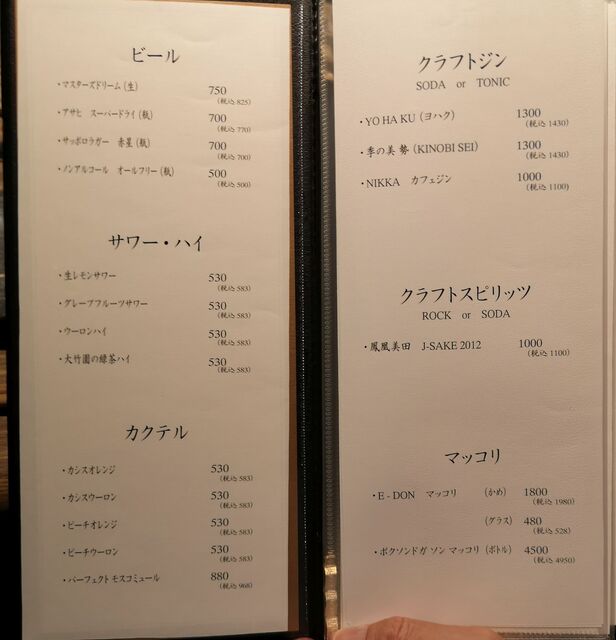 ビール
・マスターズドリーム（生） 750
（税込 825）
・アサヒ スーパードライ（瓶） 700
（税込 770）
・サッポロラガー 赤星（瓶） 700
（税込 700）
・ノンアルコール オールフリー（瓶） 500
（税込 500）
サワー・ハイ
・生レモンサワー 530
（税込 583）
・グレープフルーツサワー 530
（税込 583）
・ウーロンハイ 530
（税込 583）
・大竹園の緑茶ハイ 530
（税込 583）
カクテル
・カシスオレンジ 530
（税込 583）
・カシスウーロン 530
（税込 583）
・ピーチオレンジ 530
（税込 583）
・ピーチウーロン 530
（税込 583）
・パーフェクト モスコミュール 880
（税込 968）
クラフトジン
SODA or TONIC
・YO HA KU（ヨハク） 1300
（税込 1430）
・季の美 勢（KINOBI SEI） 1300
（税込 1430）
・NIKKA カフェジン 1000
（税込 1100）
クラフトスピリッツ
ROCK or SODA
・鳳凰美田 J-SAKE 2012 1000
（税込 1100）
マッコリ
・E - DON マッコリ （かめ） 1800
（税込 1980）
（グラス） 480
（税込 528）
・ボクソンドガ ソン マッコリ（ボトル） 4500
（税込 4950）